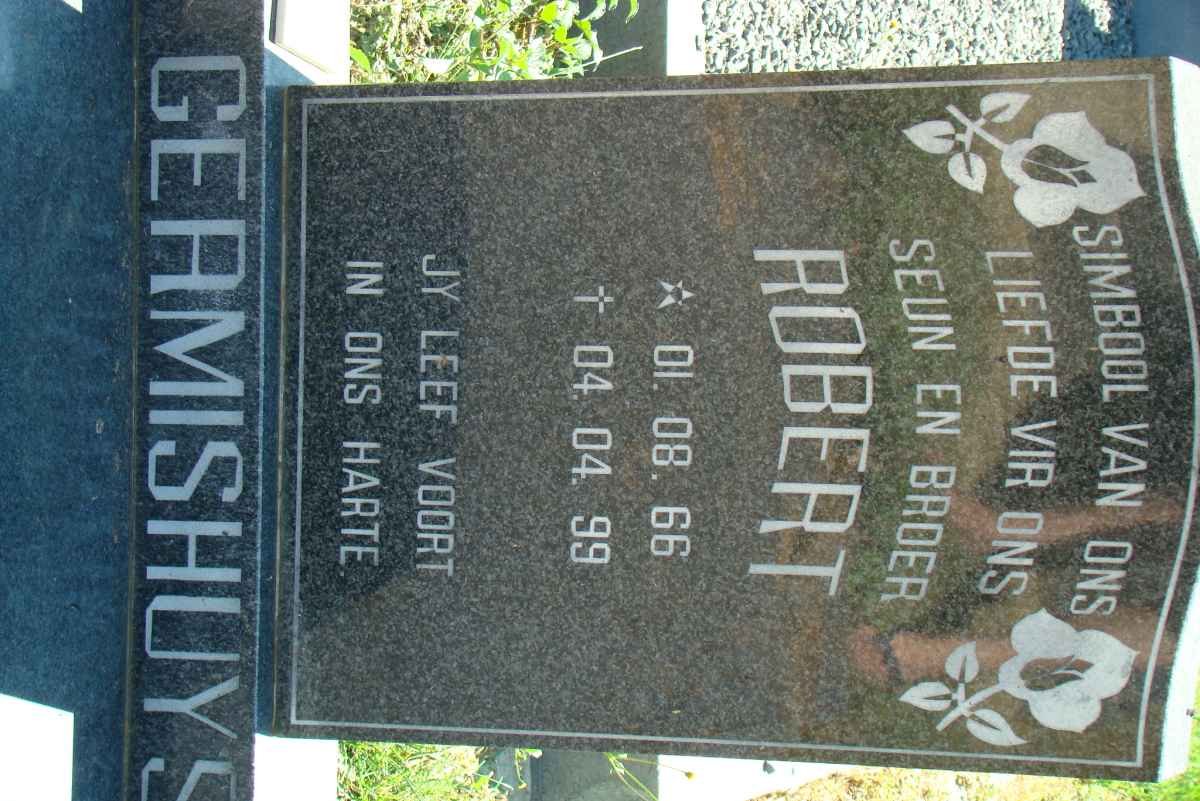 SIMBOOL VAN ONS
LIEFDE VIR ONS
SEUN EN BROER
ROBERT
01. 08. 66
04. 04. 99
JY LEEF VOORT
IN ONS HARTE
GERMISHUYS